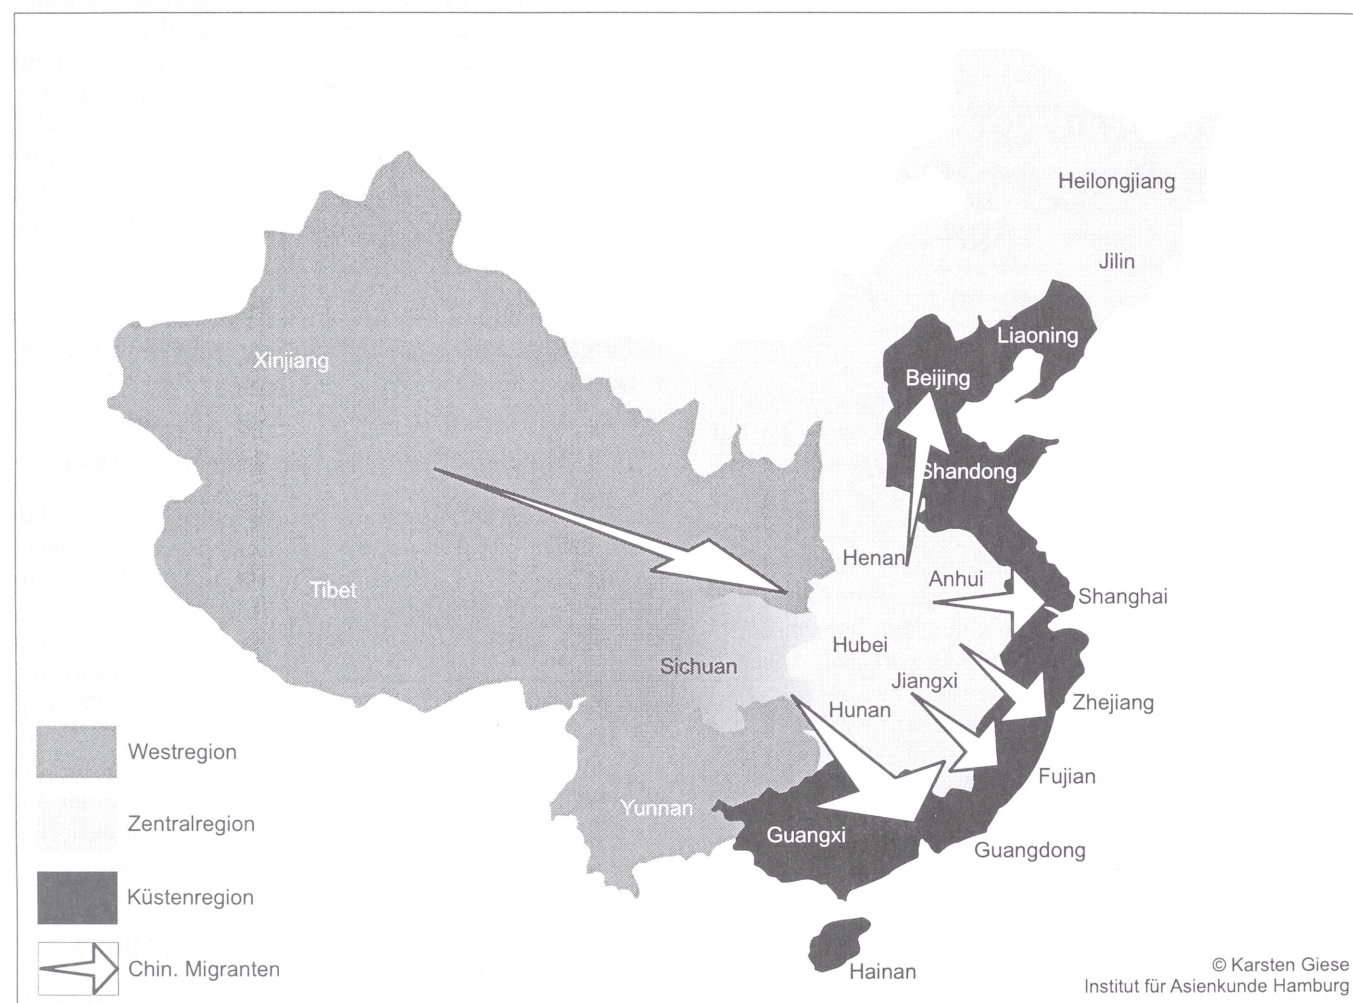 Heilongjiang
Jilin
Liaoning
Xinjiang
Beijing
Shandong
Henan
Anhui
Tibet
Shanghai
Hubei
Sichuan
Jiangxi
Hunan
Zhejiang
Westregion
Fujian
Yunnan
Zentralregion
Guangxi
Guangdong
Küstenregion
Chin. Migranten
Hainan
© Karsten Giese
Institut für Asienkunde Hamburg